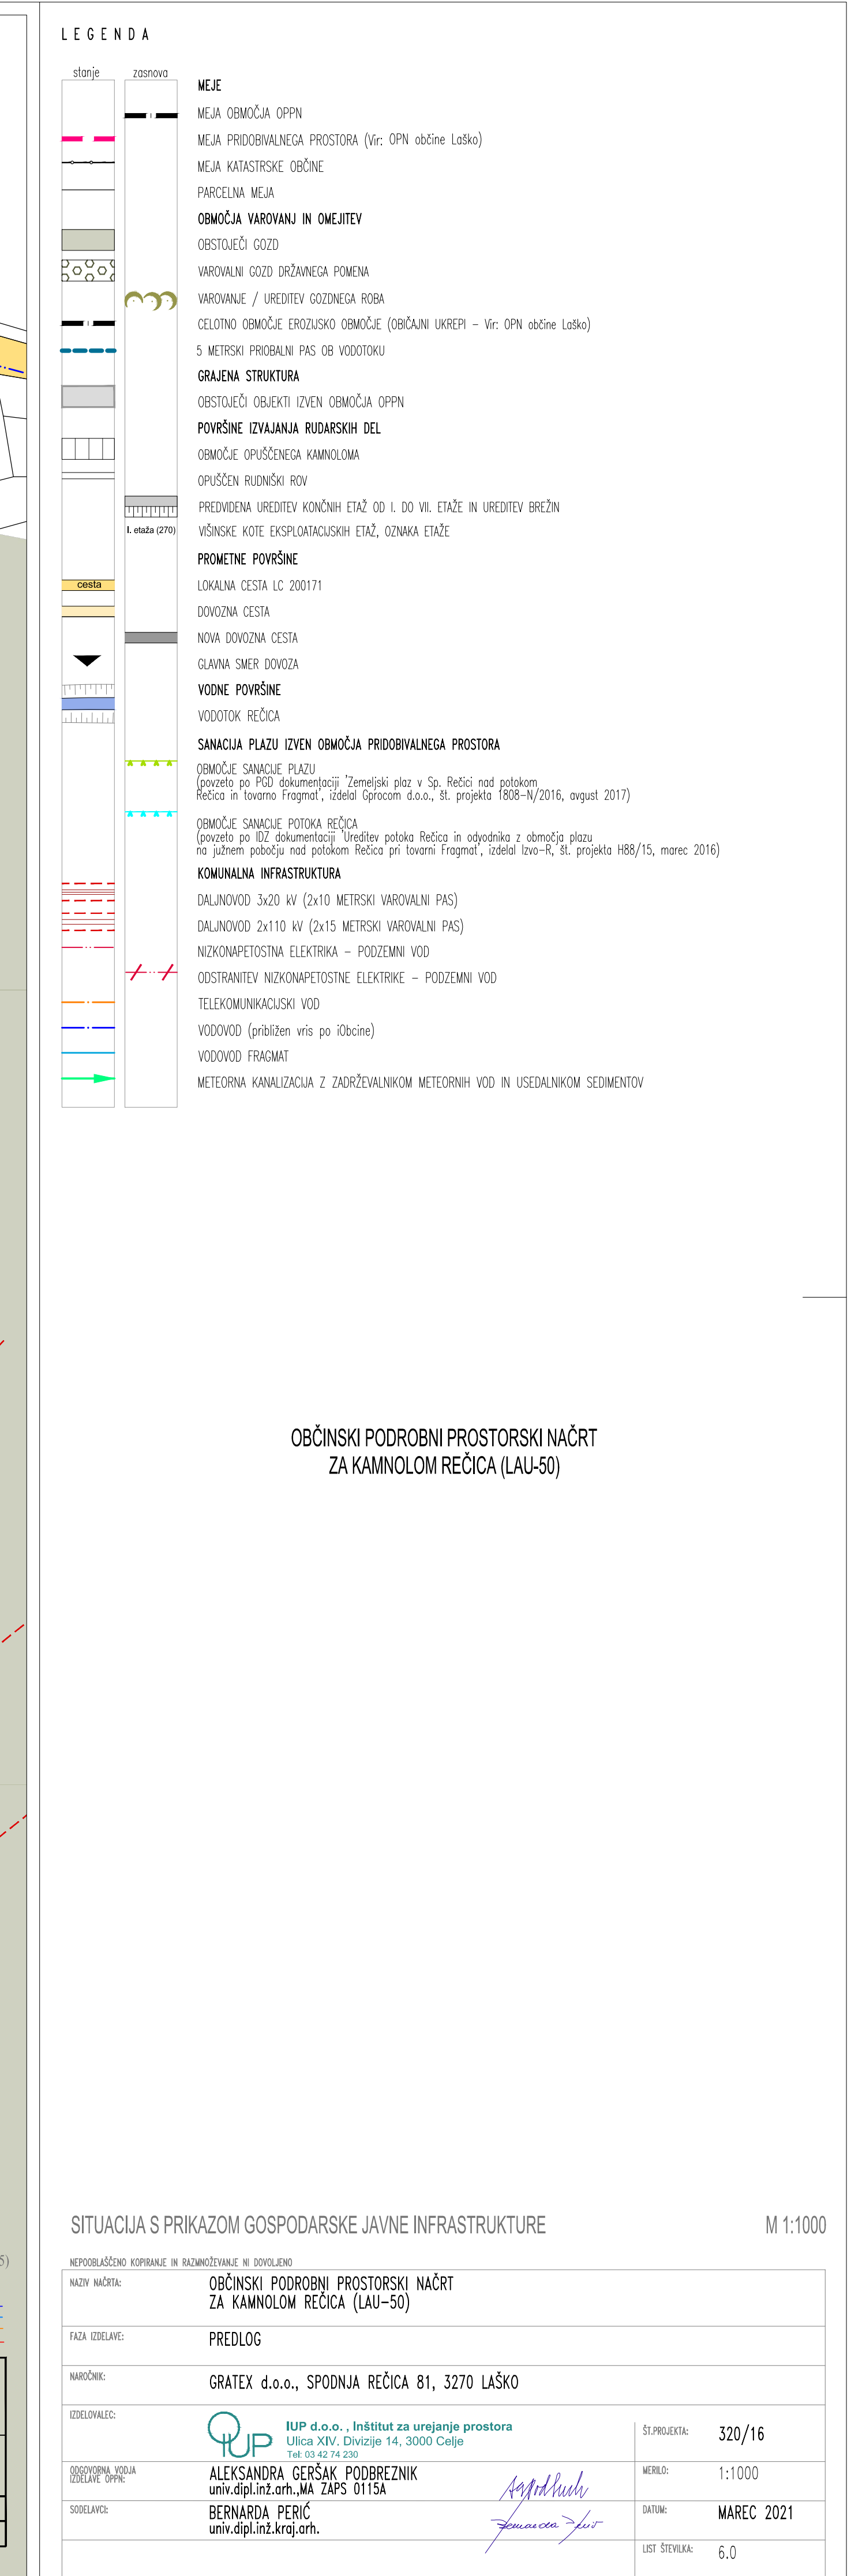 LEGENDA
stanje zasnova
MEJE
MEJA OBMOČJA OPPN
MEJA PRIDOBIVALNEGA PROSTORA (Vir: OPN občine Laško)
MEJA KATASTRSKE OBČINE
PARCELNA MEJA
OBMOČJA VAROVANJ IN OMEJITEV
OBSTOJEČI GOZD
VAROVALNI GOZD DRŽAVNEGA POMENA
VAROVANJE / UREDITEV GOZDNEGA ROBA
CELOTNO OBMOČJE EROZIJSKO OBMOČJE (OBIČAJNI UKREPI – Vir: OPN občine Laško)
5 METRSKI PRIOBALNI PAS OB VODOTOKU
GRAJENA STRUKTURA
OBSTOJEČI OBJEKTI IZVEN OBMOČJA OPPN
POVRŠINE IZVAJANJA RUDARSKIH DEL
OBMOČJE OPUŠČENEGA KAMNOLOMA
OPUŠČEN RUDNIŠKI ROV
PREDVIDENA UREDITEV KONČNIH ETAŽ OD I. DO VII. ETAŽE IN UREDITEV BREŽIN
I. etaža (270) VIŠINSKE KOTE EKSPLOATACIJSKIH ETAŽ, OZNAKA ETAŽE
PROMETNE POVRŠINE
cesta LOKALNA CESTA LC 200171
DOVOZNA CESTA
NOVA DOVOZNA CESTA
GLAVNA SMER DOVOZA
VODNE POVRŠINE
VODOTOK REČICA
SANACIJA PLAZU IZVEN OBMOČJA PRIDOBIVALNEGA PROSTORA
OBMOČJE SANACIJE PLAZU
(povzeto po PGD dokumentaciji 'Zemeljski plaz v Sp. Rečici nad potokom
Rečica in tovarno Fragmat', izdelal Gprocom d.o.o., št. projekta 1808-N/2016, avgust 2017)
OBMOČJE SANACIJE POTOKA REČICA
(povzeto po IDZ dokumentaciji 'Ureditev potoka Rečica in odvodnika z območja plazu
na južnem pobočju nad potokom Rečica pri tovarni Fragmat', izdelal Izvo-R, št. projekta H88/15, marec 2016)
KOMUNALNA INFRASTRUKTURA
DALJNOVOD 3x20 kV (2x10 METRSKI VAROVALNI PAS)
DALJNOVOD 2x110 kV (2x15 METRSKI VAROVALNI PAS)
NIZKONAPETOSTNA ELEKTRIKA – PODZEMNI VOD
ODSTRANITEV NIZKONAPETOSTNE ELEKTRIKE – PODZEMNI VOD
TELEKOMUNIKACIJSKI VOD
VODOVOD (približen vris po iObcine)
VODOVOD FRAGMAT
METEORNA KANALIZACIJA Z ZADRŽEVALNIKOM METEORNIH VOD IN USEDALNIKOM SEDIMENTOV
OBČINSKI PODROBNI PROSTORSKI NAČRT
ZA KAMNOLOM REČICA (LAU-50)
SITUACIJA S PRIKAZOM GOSPODARSKE JAVNE INFRASTRUKTURE M 1:1000
5)
NEPOOBLAŠČENO KOPIRANJE IN RAZMNOŽEVANJE NI DOVOLJENO
NAZIV NAČRTA: OBČINSKI PODROBNI PROSTORSKI NAČRT
ZA KAMNOLOM REČICA (LAU-50)
FAZA IZDELAVE: PREDLOG
NAROČNIK: GRATEX d.o.o., SPODNJA REČICA 81, 3270 LAŠKO
IZDELOVALEC:
IUP
IUP d.o.o. , Inštitut za urejanje prostora
Ulica XIV. Divizije 14, 3000 Celje
Tel: 03 42 74 230
ŠT.PROJEKTA: 320/16
ODGOVORNA VODJA
IZDELAVE OPPN:
ALEKSANDRA GERŠAK PODBREZNIK
univ.dipl.inž.arh.,MA ZAPS 0115A
MERILO: 1:1000
SODELAVCI: BERNARDA PERIĆ
univ.dipl.inž.kraj.arh.
DATUM: MAREC 2021
LIST ŠTEVILKA: 6.0